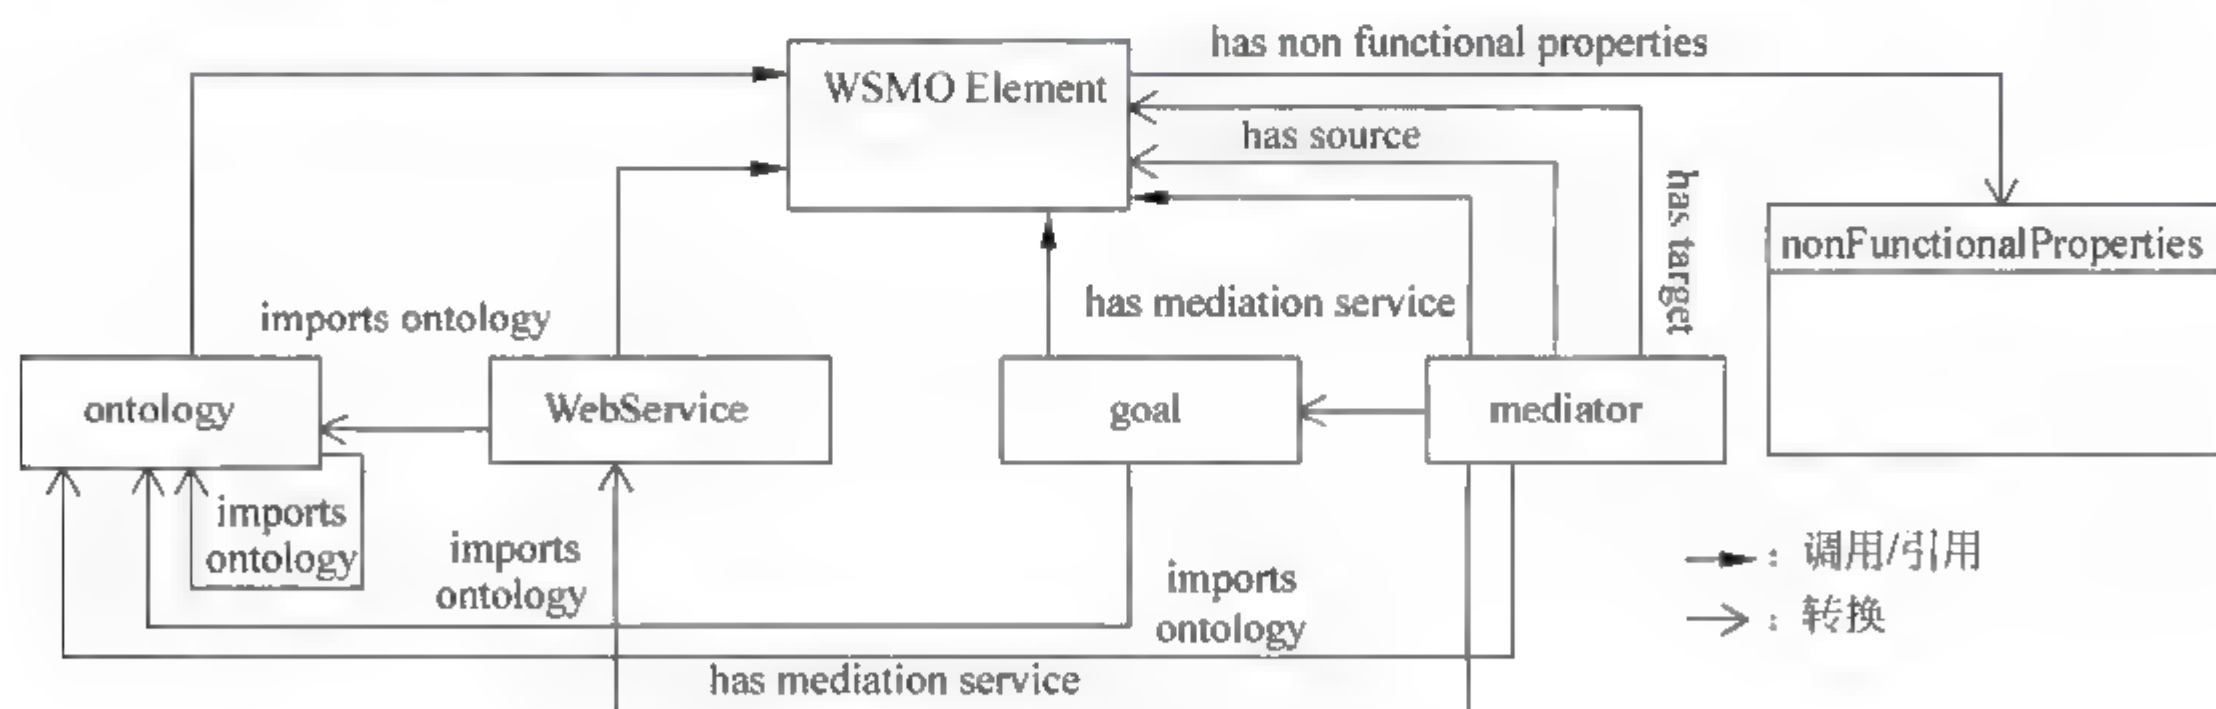 has non functional properties
WSMO Element
has source
has target
nonFunctionalProperties
has mediation service
imports ontology
ontology
WebService
goal
mediator
imports
ontology
imports
ontology
imports
ontology
has mediation service
：调用/引用
：转换